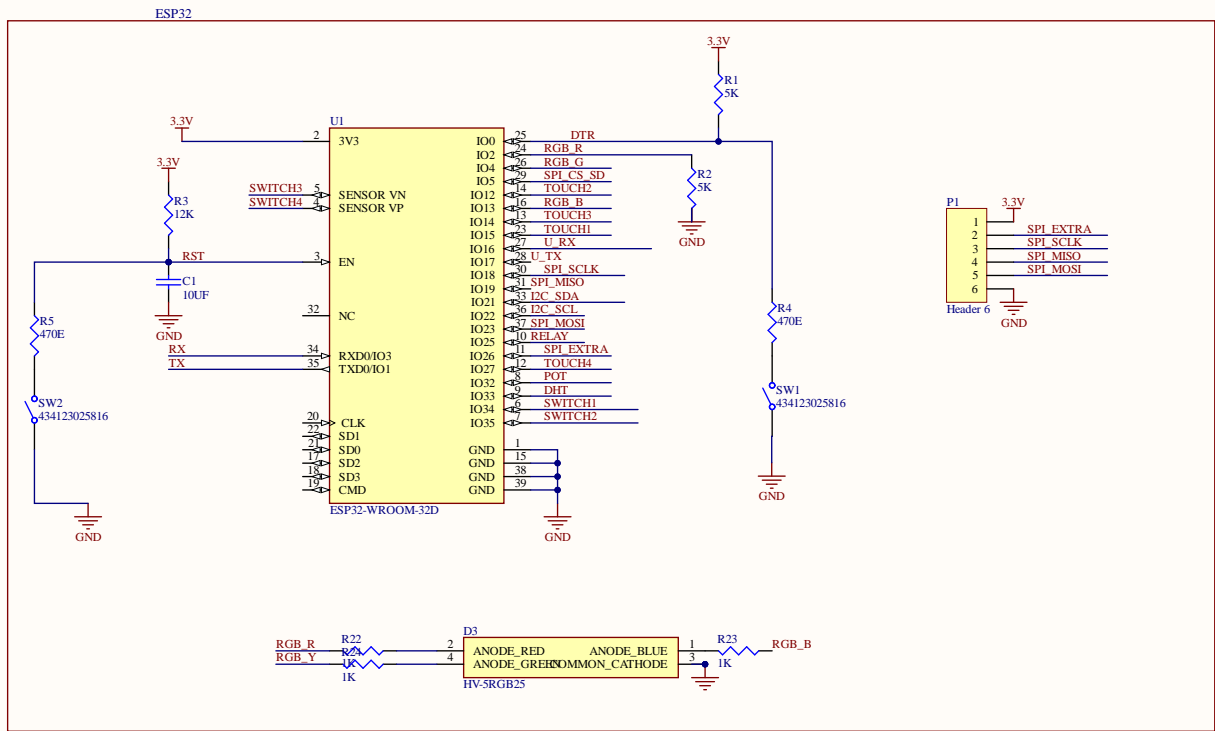 ESP32
3.3V
R1
5K
U1
3.3V
2 3V3
IO0 25 DTR
IO2 24 RGB_R
IO4 26 RGB_G
IO5 29 SPI_CS_SD
IO12 14 TOUCH2
IO13 16 RGB_B
IO14 13 TOUCH3
IO15 23 TOUCH1
IO16 27 U_RX
IO17 28 U_TX
IO18 30 SPI_SCLK
IO19 31 SPI_MISO
IO21 33 I2C_SDA
IO22 36 I2C_SCL
IO23 37 SPI_MOSI
IO25 10 RELAY
IO26 11 SPI_EXTRA
IO27 12 TOUCH4
IO32 8 POT
IO33 9 DHT
IO34 6 SWITCH1
IO35 7 SWITCH2
GND 1
GND 15
GND 38
GND 39
GND
3.3V
R3
12K
SWITCH3 5 SENSOR VN
SWITCH4 4 SENSOR VP
RST 3 EN
C1
10UF
GND
32 NC
RX 34 RXD0/IO3
TX 35 TXD0/IO1
20 CLK
22 SD1
21 SD0
17 SD2
18 SD3
19 CMD
ESP32-WROOM-32D
R5
470E
SW2
434123025816
GND
R2
5K
GND
R4
470E
SW1
434123025816
GND
P1
3.3V
1
2 SPI_EXTRA
3 SPI_SCLK
4 SPI_MISO
5 SPI_MOSI
6
Header 6
GND
D3
RGB_R R22 1K 2 ANODE_RED
RGB_Y R24 1K 4 ANODE_GREEN
ANODE_BLUE 1 R23 1K RGB_B
COMMON_CATHODE 3
HV-5RGB25